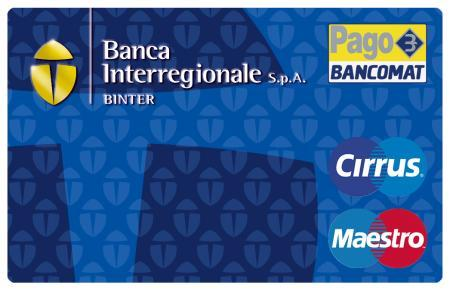 Banca
Interregionale S.p.A.
BINTER
Pago
BANCOMAT
Cirrus
Maestro